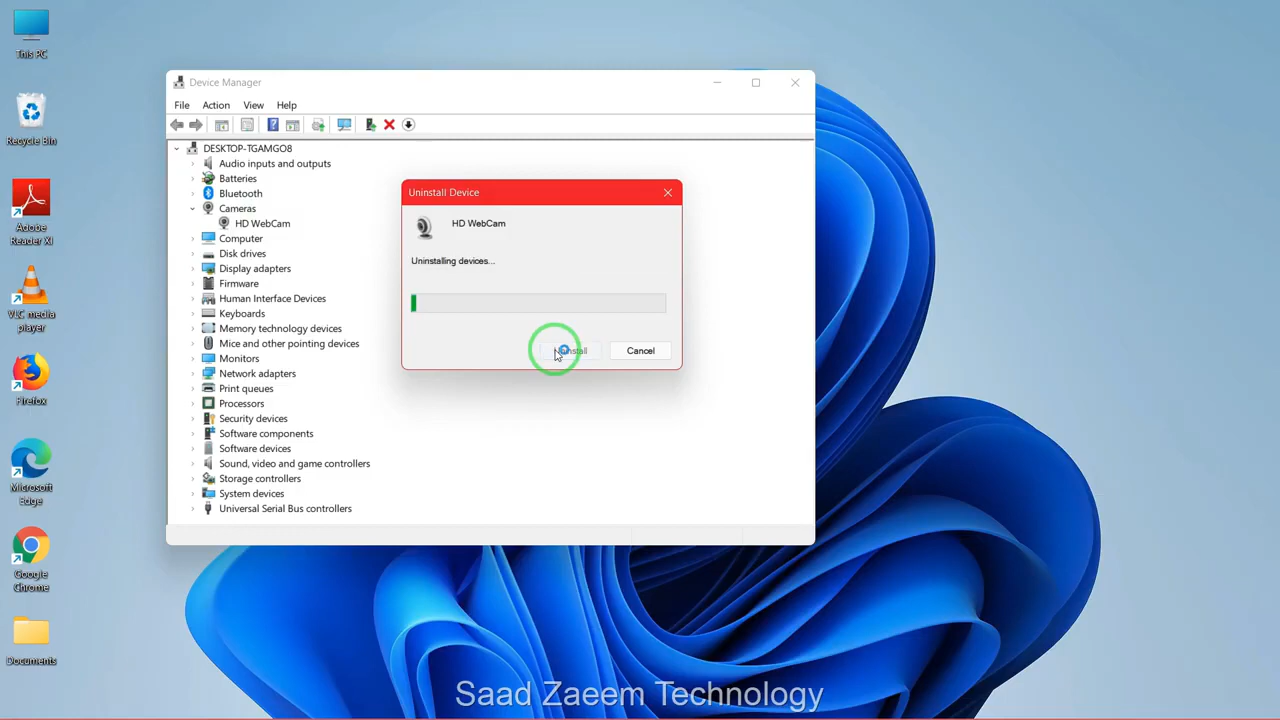 This PC
Recycle Bin
Adobe
Reader XI
VLC media
player
Firefox
Microsoft
Edge
Google
Chrome
Documents
Device Manager
File Action View Help
DESKTOP-TGAMGO8
Audio inputs and outputs
Batteries
Bluetooth
Cameras
HD WebCam
Computer
Disk drives
Display adapters
Firmware
Human Interface Devices
Keyboards
Memory technology devices
Mice and other pointing devices
Monitors
Network adapters
Print queues
Processors
Security devices
Software components
Software devices
Sound, video and game controllers
Storage controllers
System devices
Universal Serial Bus controllers
Uninstall Device
HD WebCam
Uninstalling devices...
Cancel
Saad Zaeem Technology